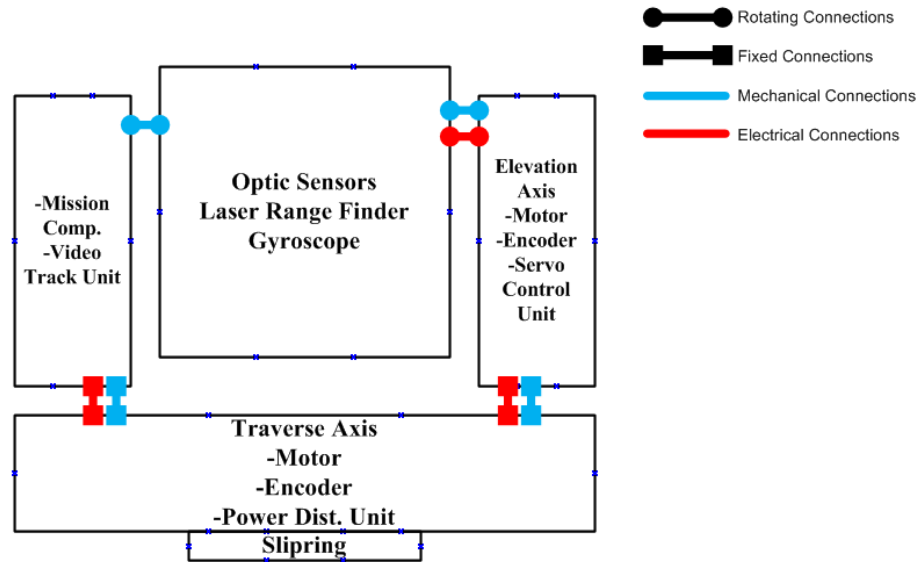 Rotating Connections
Fixed Connections
Mechanical Connections
Electrical Connections
-Mission
Comp.
-Video
Track Unit
Optic Sensors
Laser Range Finder
Gyroscope
Elevation
Axis
-Motor
-Encoder
-Servo
Control
Unit
Traverse Axis
-Motor
-Encoder
-Power Dist. Unit
Slipring